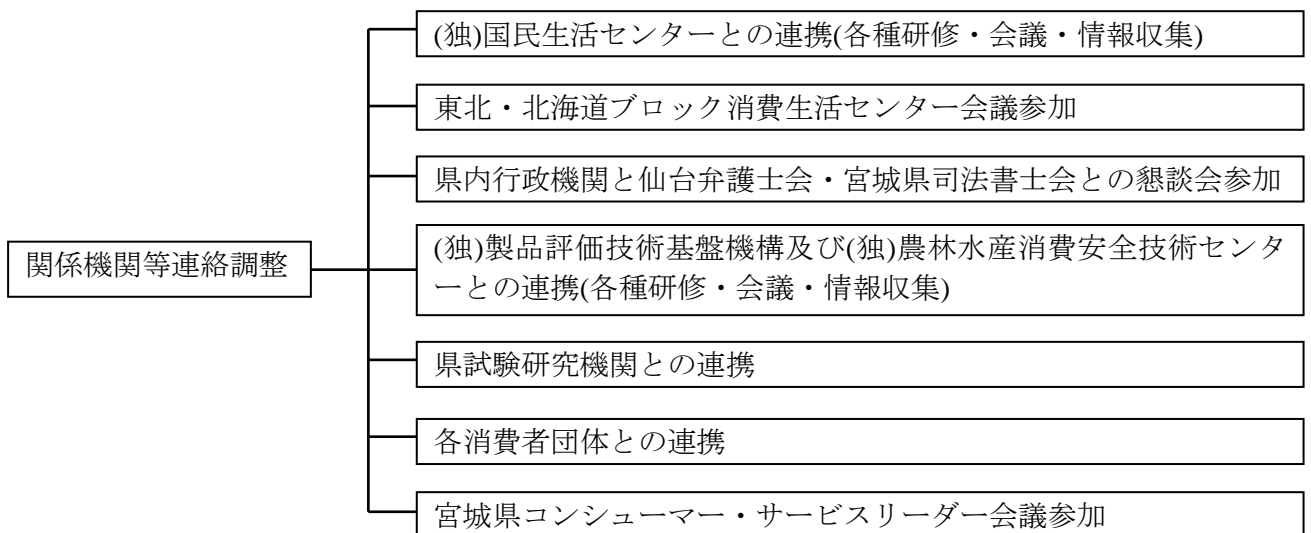 (独)国民生活センターとの連携(各種研修・会議・情報収集)
東北・北海道ブロック消費生活センター会議参加
県内行政機関と仙台弁護士会・宮城県司法書士会との懇談会参加
関係機関等連絡調整
(独)製品評価技術基盤機構及び(独)農林水産消費安全技術センタ
ーとの連携(各種研修・会議・情報収集)
県試験研究機関との連携
各消費者団体との連携
宮城県コンシューマー・サービスリーダー会議参加